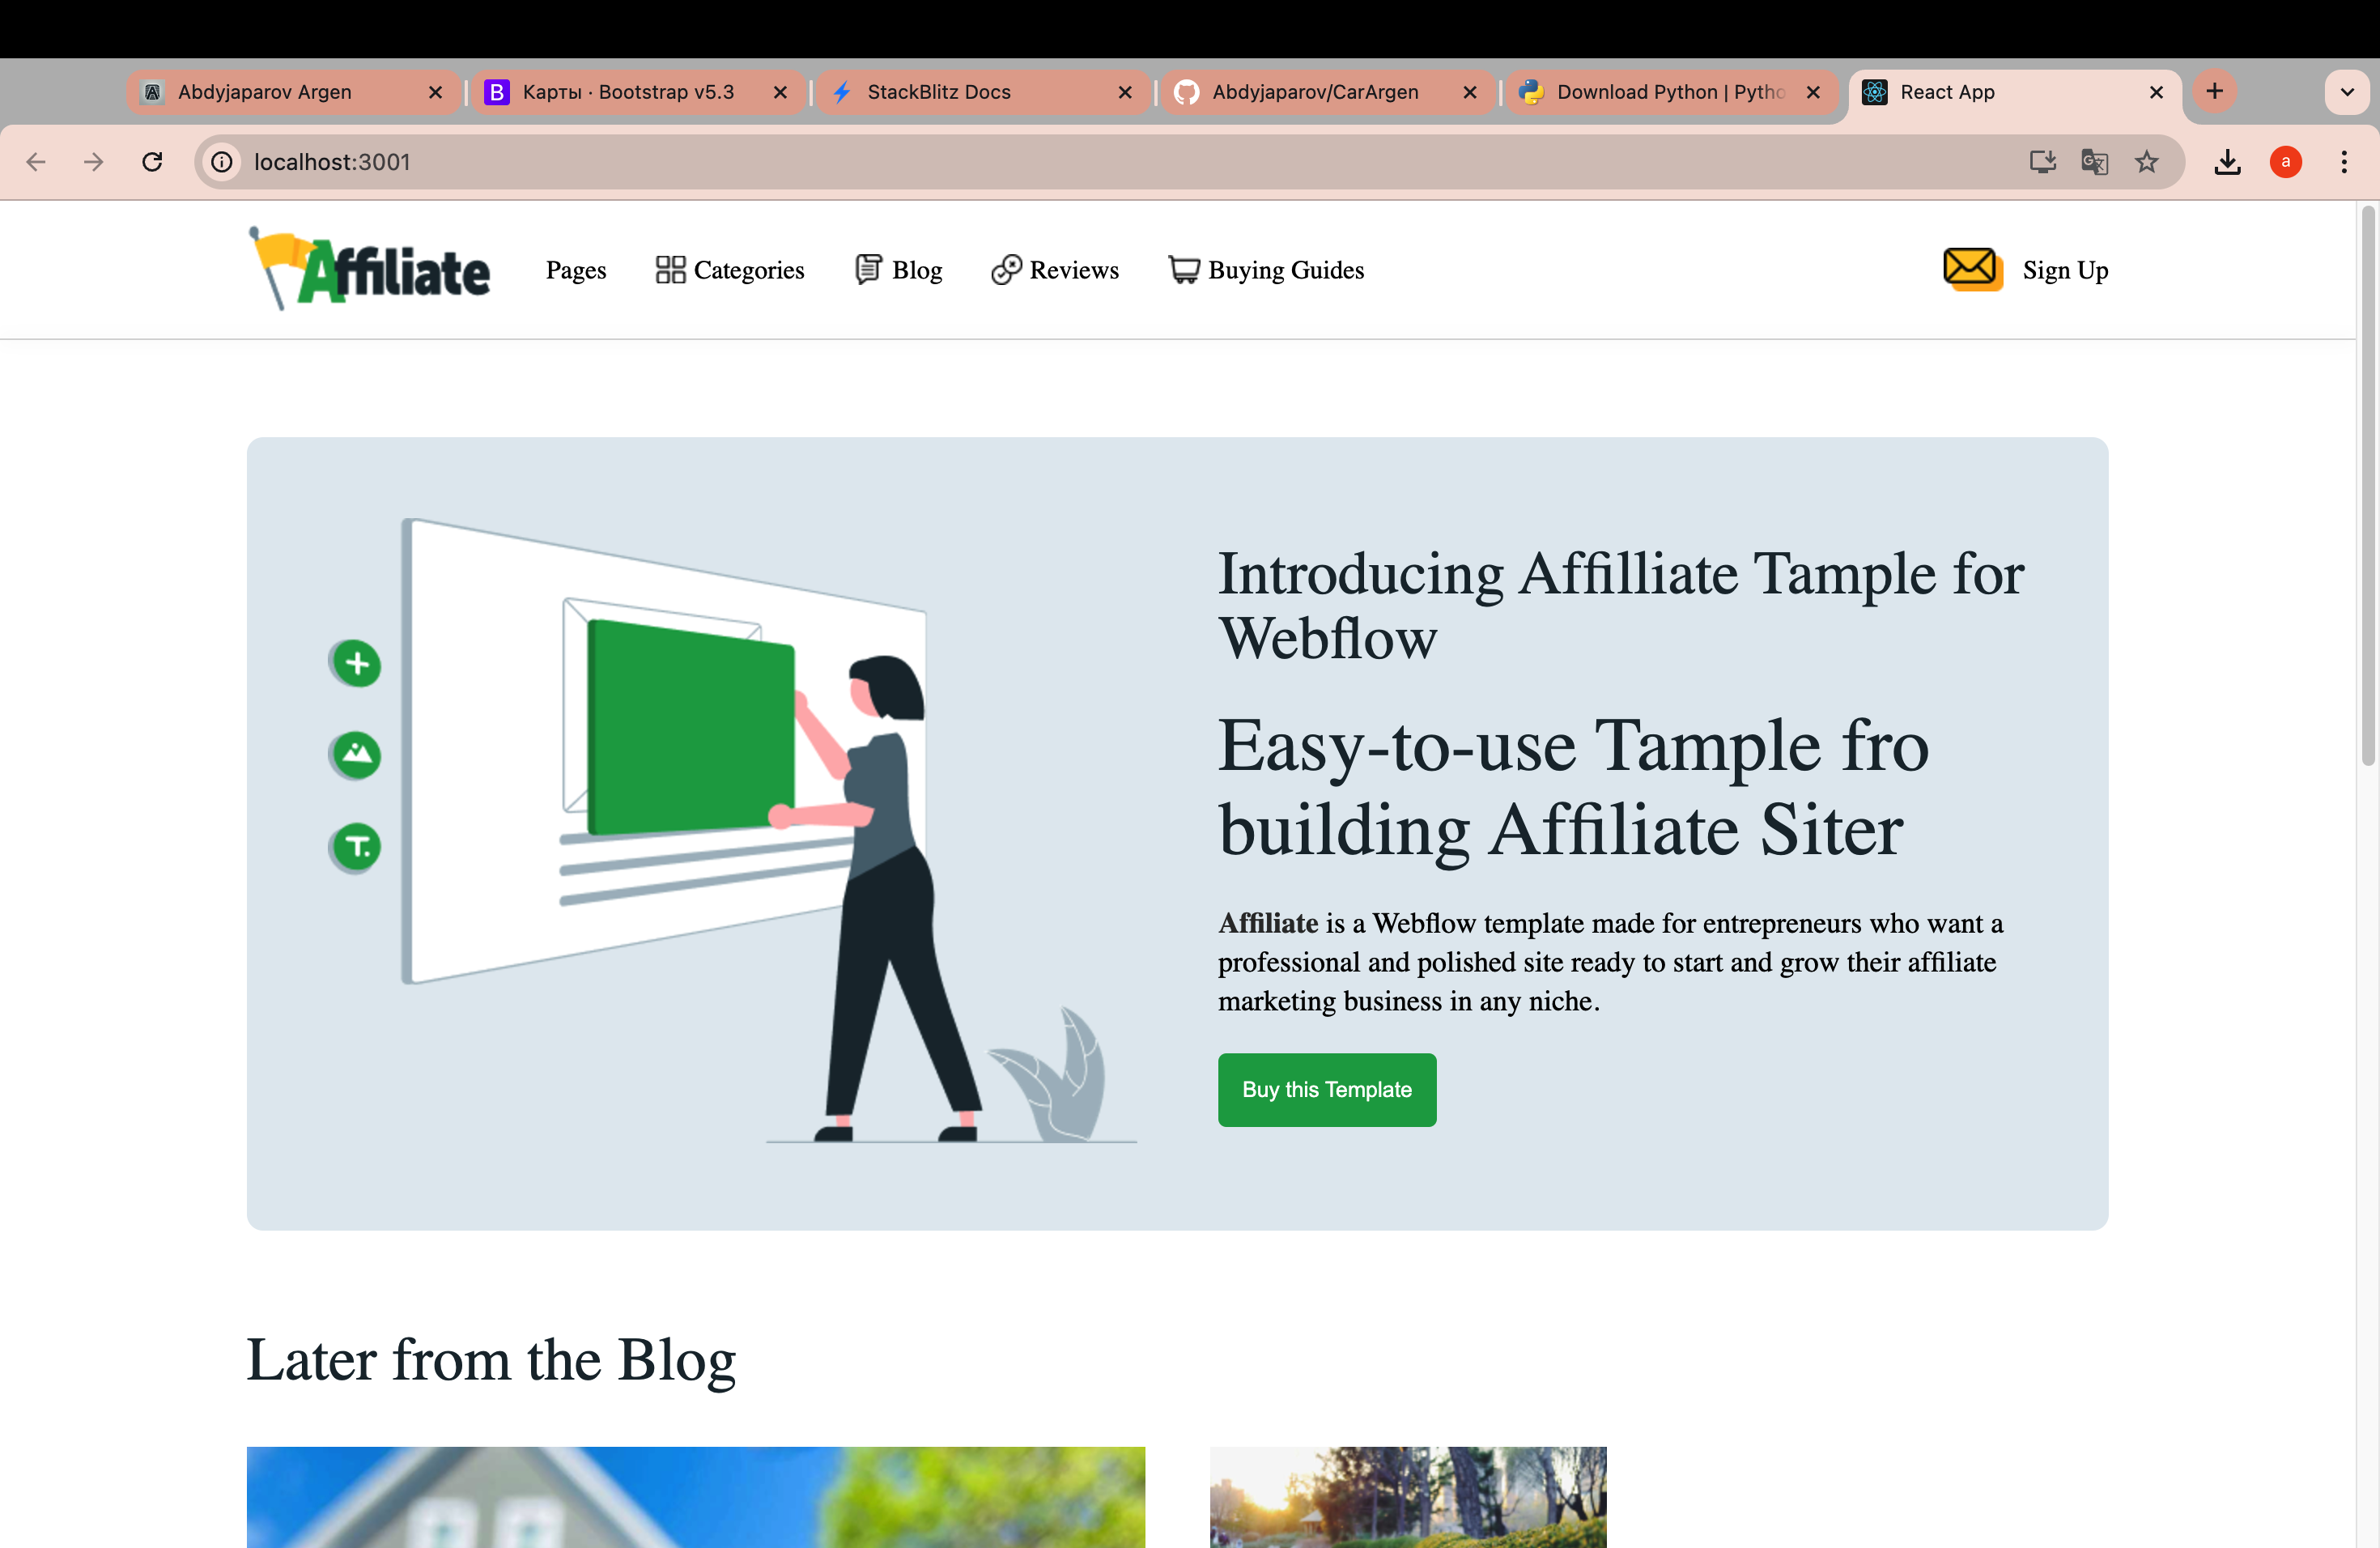 Abdyjaparov Argen
Карты · Bootstrap v5.3
StackBlitz Docs
Abdyjaparov/CarArgen
Download Python | Pytho
React App
localhost:3001
a
Affiliate
Pages
Categories
Blog
Reviews
Buying Guides
Sign Up
Introducing Affilliate Tample for
Webflow
Easy-to-use Tample fro
building Affiliate Siter
Affiliate is a Webflow template made for entrepreneurs who want a
professional and polished site ready to start and grow their affiliate
marketing business in any niche.
T.
Buy this Template
Later from the Blog